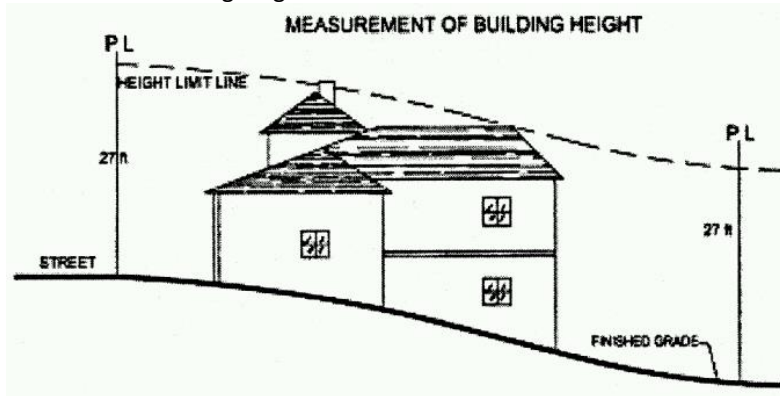 MEASUREMENT OF BUILDING HEIGHT
P L
HEIGHT LIMIT LINE
P L
27 ft
27 ft
STREET
FINISHED GRADE